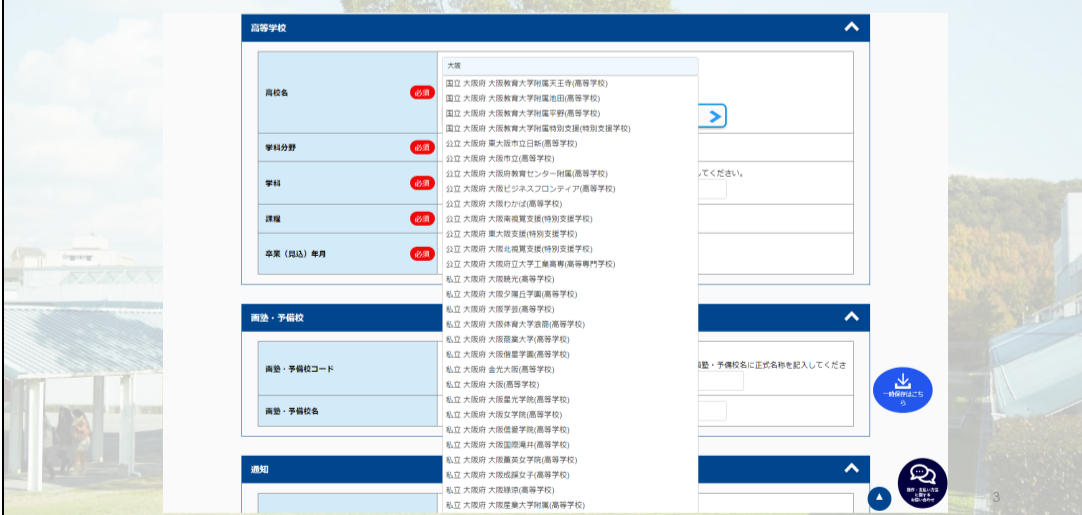 高等学校
大阪
高校名
必須
国立 大阪府 大阪教育大学附属天王寺(高等学校)
国立 大阪府 大阪教育大学附属池田(高等学校)
国立 大阪府 大阪教育大学附属平野(高等学校)
国立 大阪府 大阪教育大学附属特別支援(特別支援学校)
学科分野
必須
公立 大阪府 東大阪市立日新(高等学校)
公立 大阪府 大阪市立(高等学校)
学科
必須
公立 大阪府 大阪府教育センター附属(高等学校)
してください。
公立 大阪府 大阪ビジネスフロンティア(高等学校)
公立 大阪府 大阪わかば(高等学校)
課程
必須
公立 大阪府 大阪南視覚支援(特別支援学校)
公立 大阪府 東大阪支援(特別支援学校)
卒業（見込）年月
必須
公立 大阪府 大阪北視覚支援(特別支援学校)
公立 大阪府 大阪府立大学工業高専(高等専門学校)
私立 大阪府 大阪暁光(高等学校)
私立 大阪府 大阪夕陽丘学園(高等学校)
私立 大阪府 大阪学芸(高等学校)
画塾・予備校
私立 大阪府 大阪体育大学浪商(高等学校)
私立 大阪府 大阪商業大学(高等学校)
私立 大阪府 大阪偕星学園(高等学校)
画塾・予備校コード
私立 大阪府 金光大阪(高等学校)
画塾・予備校名に正式名称を記入してくださ
私立 大阪府 大阪(高等学校)
私立 大阪府 大阪星光学院(高等学校)
画塾・予備校名
私立 大阪府 大阪女学院(高等学校)
私立 大阪府 大阪信愛学院(高等学校)
私立 大阪府 大阪国際滝井(高等学校)
私立 大阪府 大阪薫英女学院(高等学校)
通知
私立 大阪府 大阪成蹊女子(高等学校)
私立 大阪府 大阪緑涼(高等学校)
私立 大阪府 大阪産業大学附属(高等学校)
一時保存はこち
ら
操作・支払い方法
に関する
お問い合わせ
3